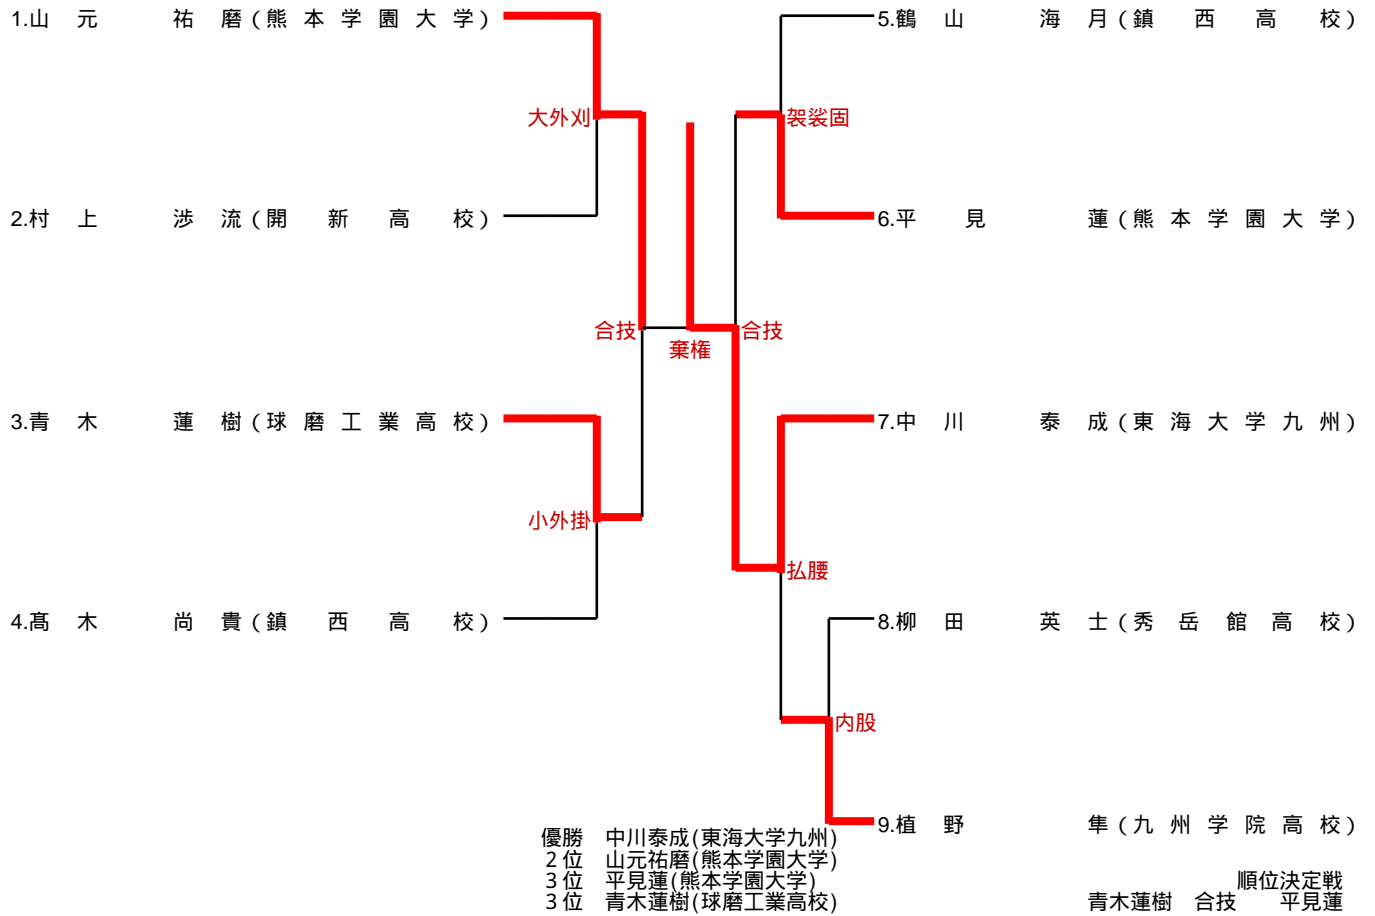 1.山元 祐磨(熊本学園大学)
5.鶴山 海月(鎮西高校)
大外刈
袈裟固
2.村上 渉流(開新高校)
6.平見 蓮(熊本学園大学)
合技
合技
棄権
3.青木 蓮樹(球磨工業高校)
7.中川 泰成(東海大学九州)
小外掛
払腰
4.髙木 尚貴(鎮西高校)
8.柳田 英士(秀岳館高校)
内股
9.植野 隼(九州学院高校)
優勝 中川泰成(東海大学九州)
2位 山元祐磨(熊本学園大学)
3位 平見蓮(熊本学園大学)
3位 青木蓮樹(球磨工業高校)
順位決定戦
青木蓮樹 合技 平見蓮